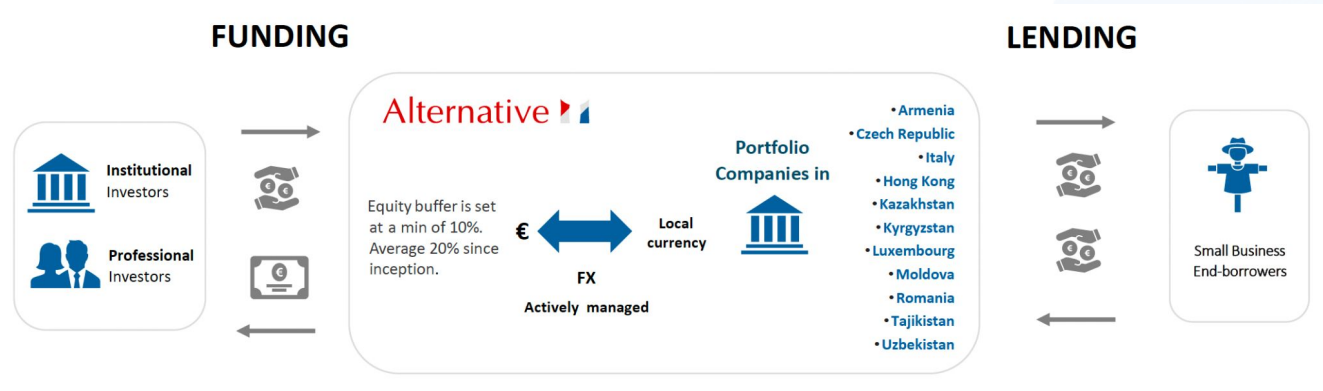 FUNDING
LENDING
Institutional
Investors
Professional
Investors
Alternative
Equity buffer is set
at a min of 10%.
Average 20% since
inception.
€
Local
currency
FX
Actively managed
Portfolio
Companies in
• Armenia
• Czech Republic
• Italy
• Hong Kong
• Kazakhstan
• Kyrgyzstan
• Luxembourg
• Moldova
• Romania
• Tajikistan
• Uzbekistan
Small Business
End-borrowers